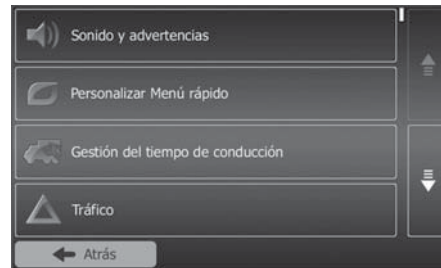 Sonido y advertencias
Personalizar Menú rápido
Gestión del tiempo de conducción
Tráfico
Atrás